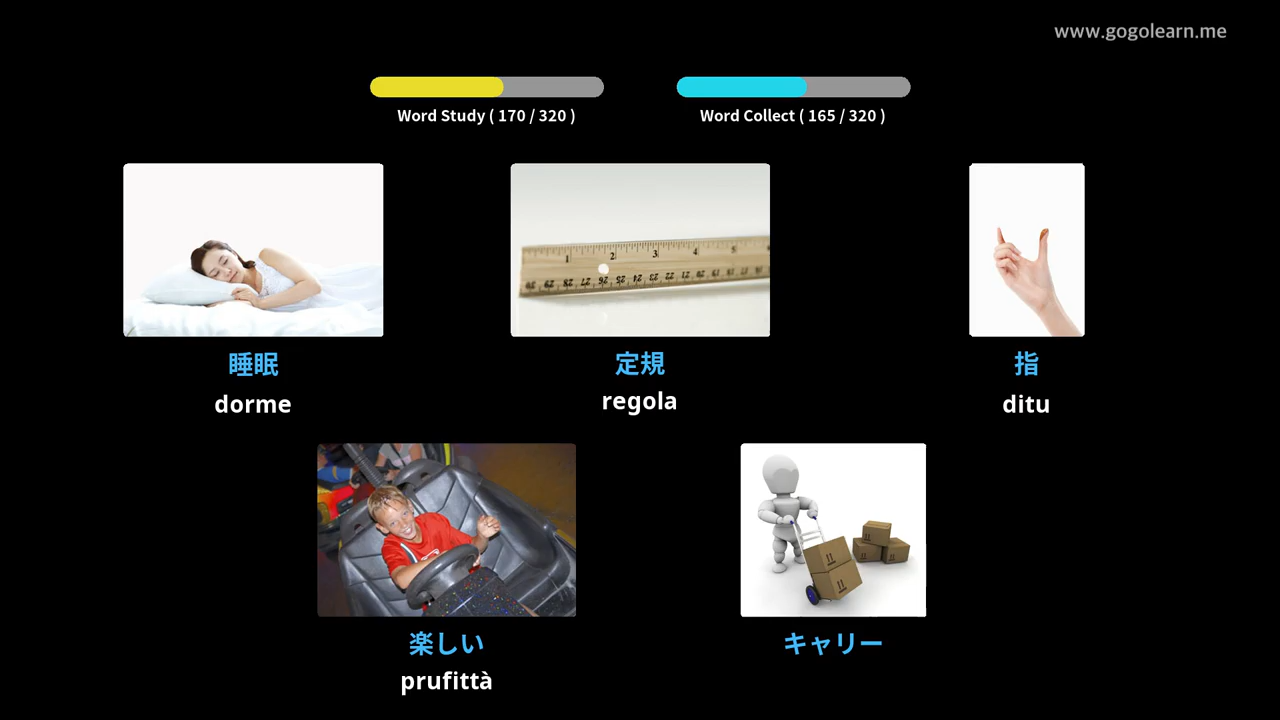 www.gogolearn.me
Word Study ( 170 / 320 )
Word Collect ( 165 / 320 )
睡眠
定規
指
dorme
regola
ditu
楽しい
キャリー
prufittà